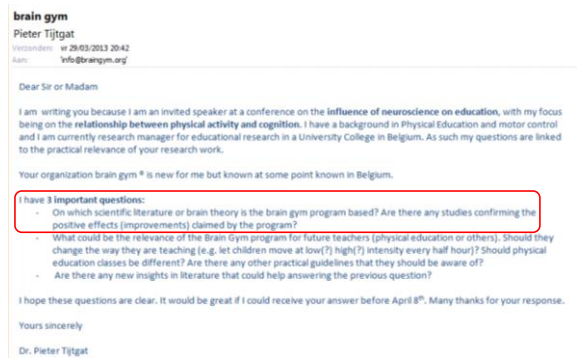 brain gym
Pieter Tijtgat
Verzonden: vr 29/03/2013 20:42
Aan: 'info@braingym.org'
Dear Sir or Madam
I am writing you because I am an invited speaker at a conference on the influence of neuroscience on education, with my focus
being on the relationship between physical activity and cognition. I have a background in Physical Education and motor control
and I am currently research manager for educational research in a University College in Belgium. As such my questions are linked
to the practical relevance of your research work.
Your organization brain gym ® is new for me but known at some point known in Belgium.
I have 3 important questions:
- On which scientific literature or brain theory is the brain gym program based? Are there any studies confirming the
positive effects (improvements) claimed by the program?
- What could be the relevance of the Brain Gym program for future teachers (physical education or others). Should they
change the way they are teaching (e.g. let children move at low(?) high(?) intensity every half hour)? Should physical
education classes be different? Are there any other practical guidelines that they should be aware of?
- Are there any new insights in literature that could help answering the previous question?
I hope these questions are clear. It would be great if I could receive your answer before April 8th. Many thanks for your response.
Yours sincerely
Dr. Pieter Tijtgat